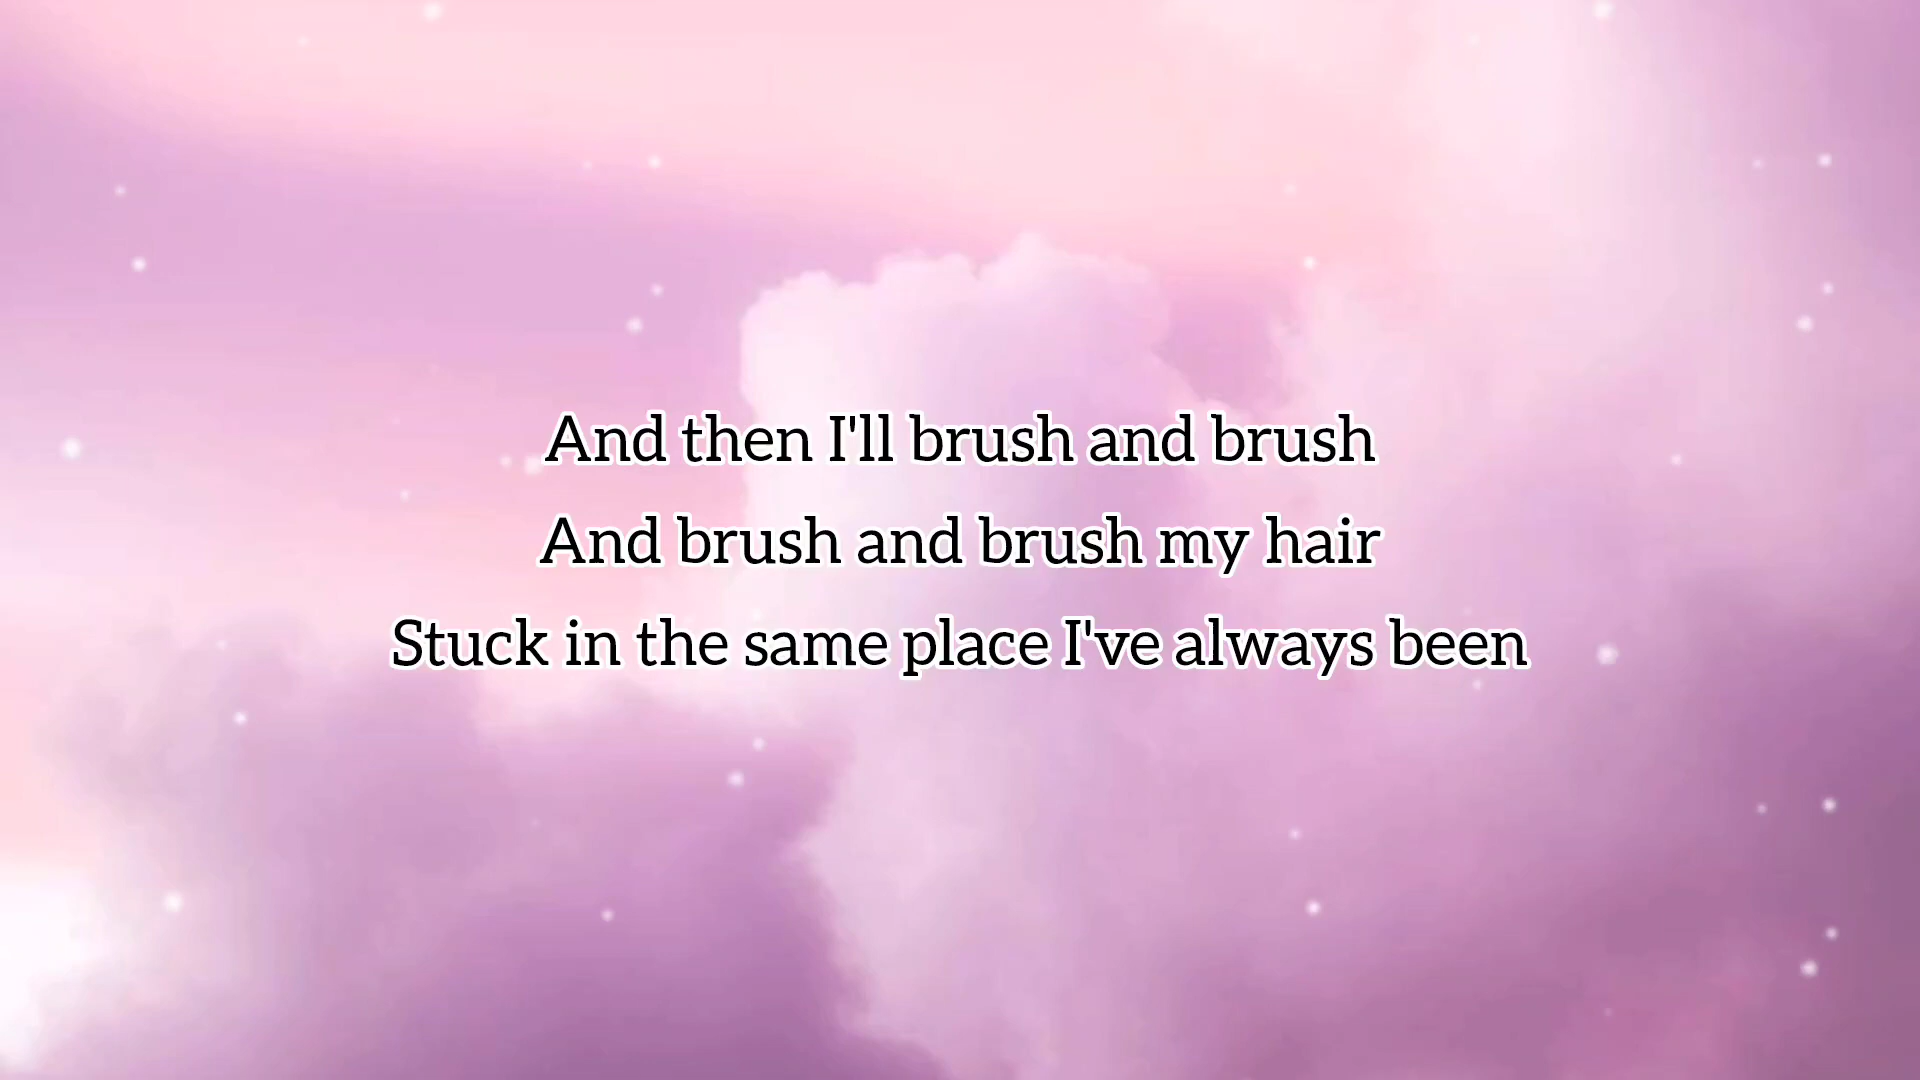 And then I'll brush and brush
And brush and brush my hair
Stuck in the same place I've always been